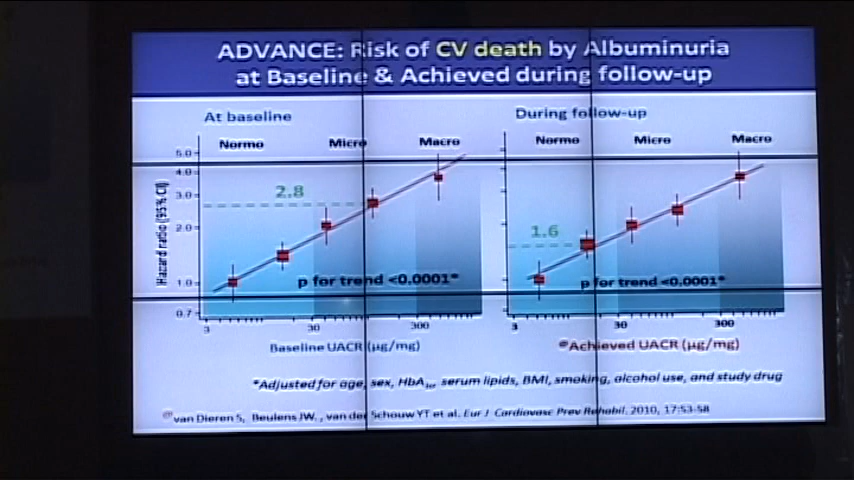 ADVANCE: Risk of CV death by Albuminuria
at Baseline & Achieved during follow-up
At baseline
During follow-up
Normo Micro Macro
Normo Micro Macro
Hazard ratio (95% CI)
5.0
4.0
3.0
2.0
1.0
0.7
2.8
1.6
p for trend <0.0001*
p for trend <0.0001*
3 30 300
3 30 300
Baseline UACR (µg/mg)
@Achieved UACR (µg/mg)
*Adjusted for age, sex, HbA1c, serum lipids, BMI, smoking, alcohol use, and study drug
van Dieren S, Beulens JW. , van der Schouw YT et al. Eur J Cardiovasc Prev Rehabil. 2010, 17:53-58